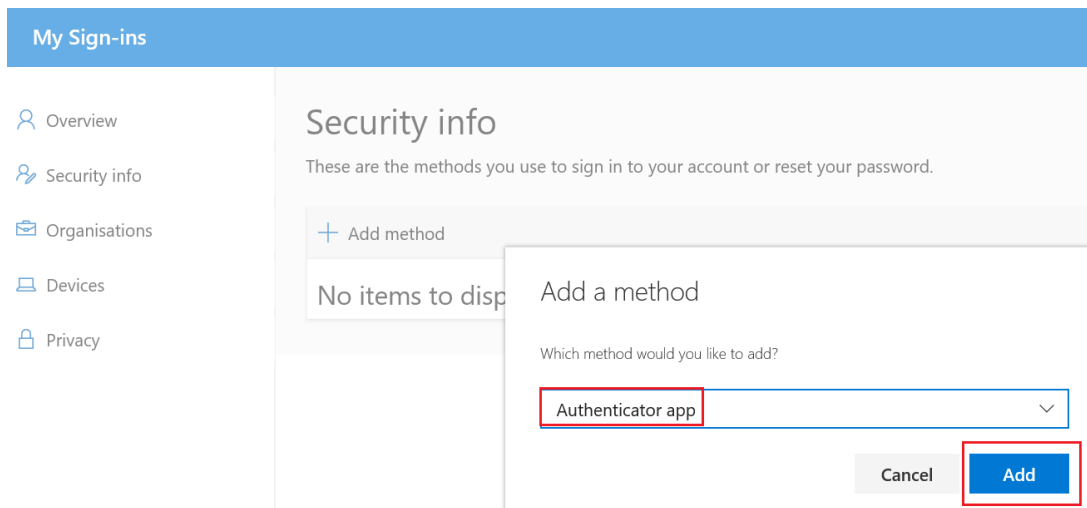 My Sign-ins
Overview
Security info
Organisations
Devices
Privacy
Security info
These are the methods you use to sign in to your account or reset your password.
Add method
No items to disp
Add a method
Which method would you like to add?
Authenticator app
Cancel
Add